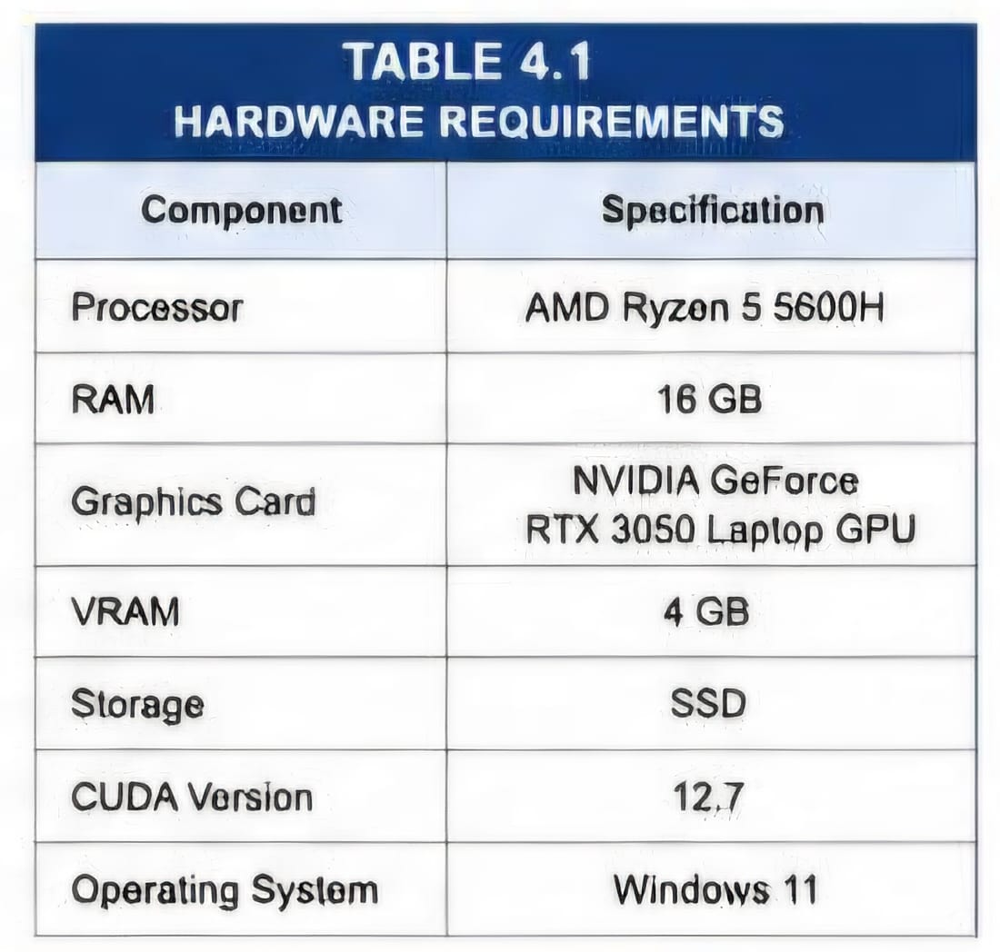 TABLE 4.1
HARDWARE REQUIREMENTS
Component Specification
Processor AMD Ryzen 5 5600H
RAM 16 GB
Graphics Card NVIDIA GeForce
RTX 3050 Laptop GPU
VRAM 4 GB
Storage SSD
CUDA Version 12.7
Operating System Windows 11